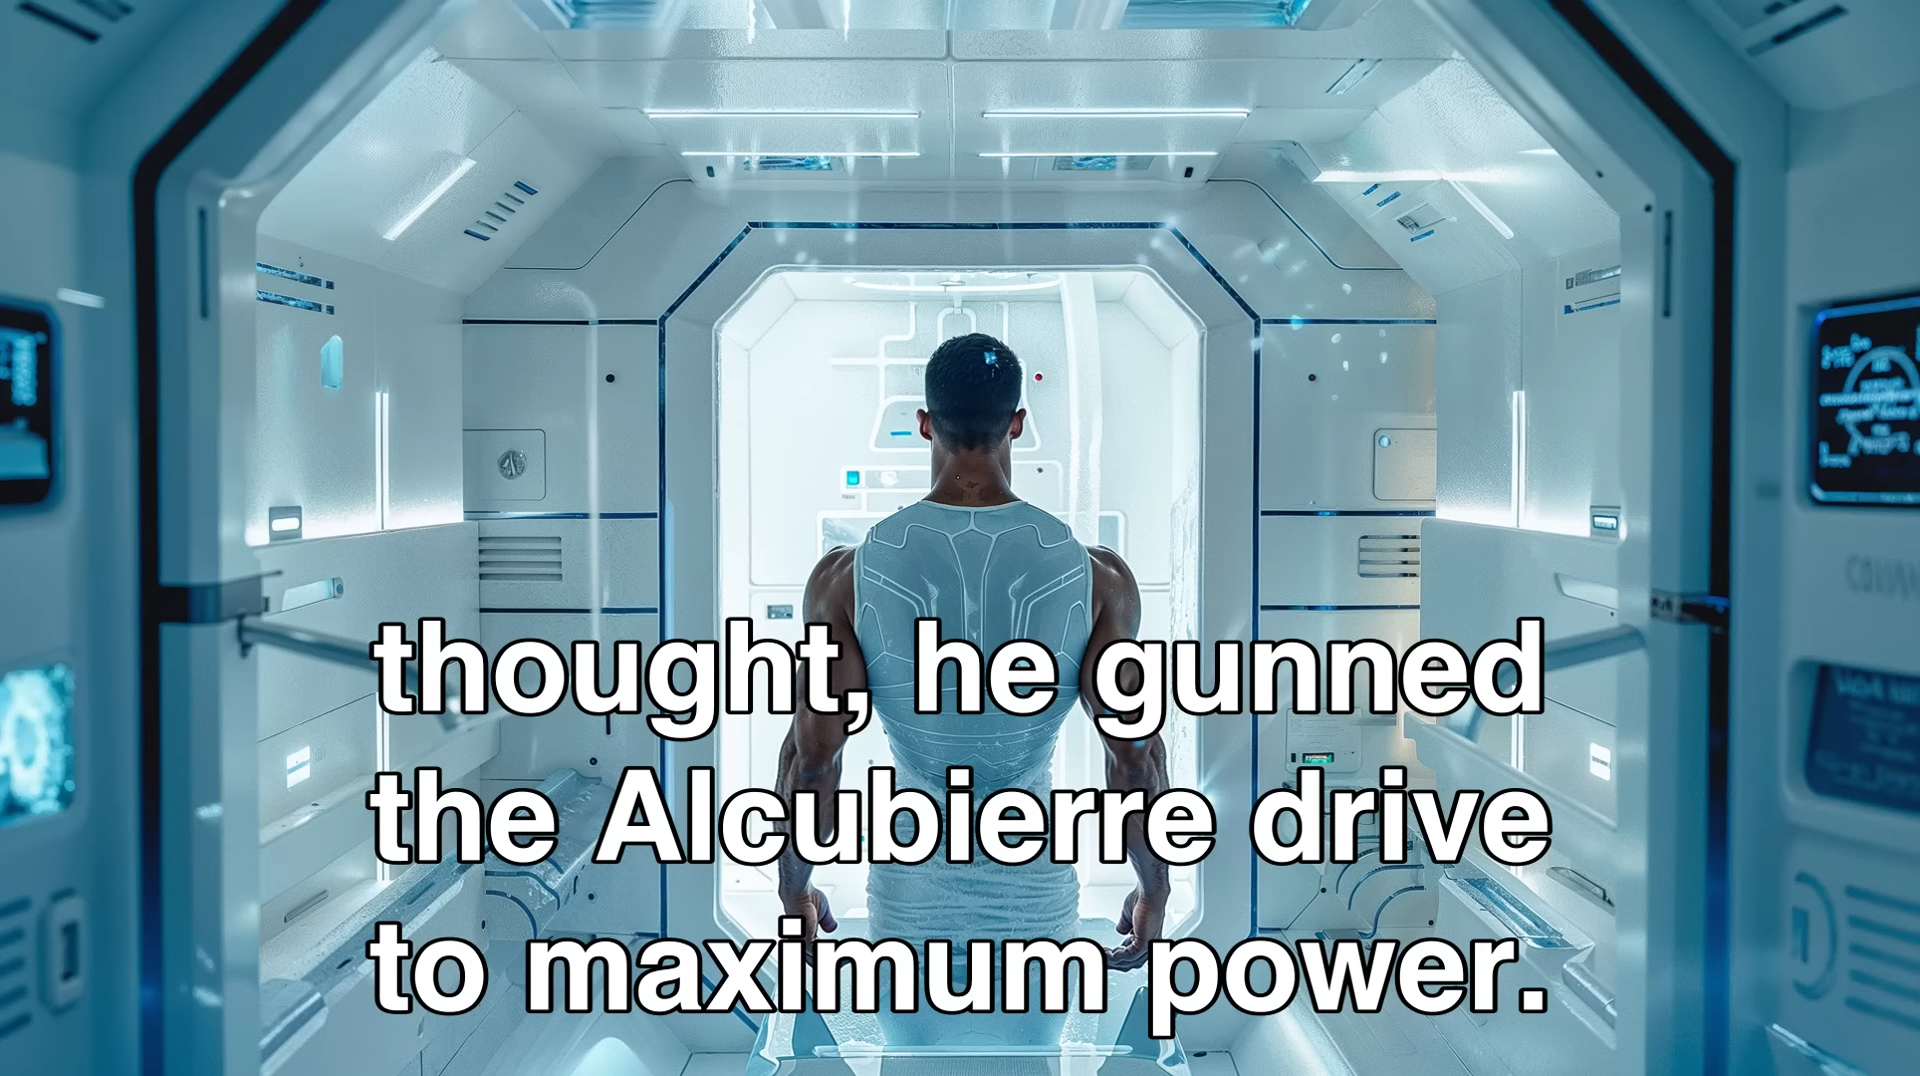 thought, he gunned
the Alcubierre drive
to maximum power.